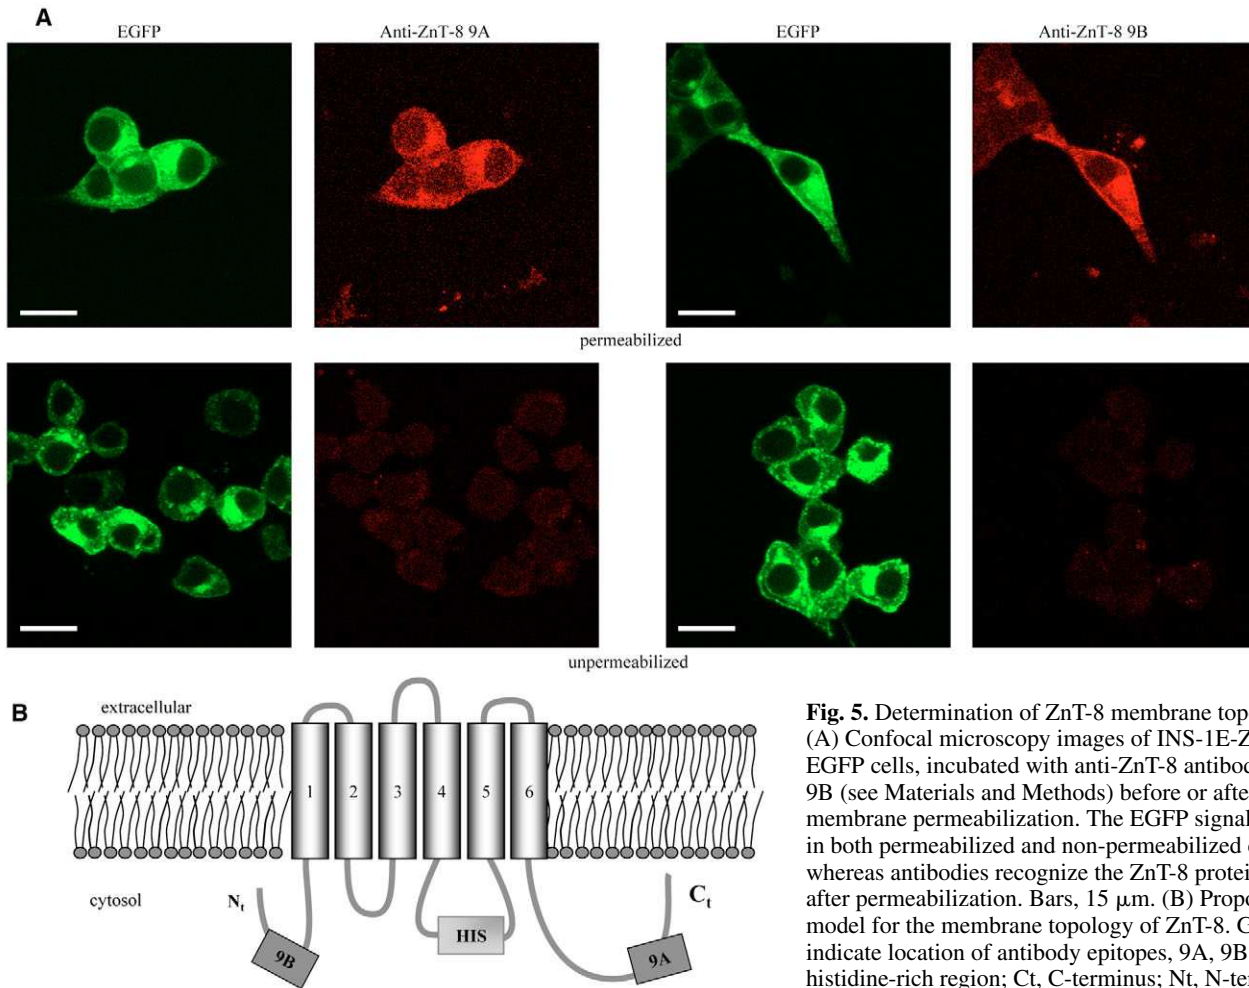 A
EGFP
Anti-ZnT-8 9A
EGFP
Anti-ZnT-8 9B
permeabilized
unpermeabilized
B
extracellular
1 2 3 4 5 6
cytosol
Nt
Ct
HIS
9B
9A
Fig. 5. Determination of ZnT-8 membrane top
(A) Confocal microscopy images of INS-1E-Z
EGFP cells, incubated with anti-ZnT-8 antibod
9B (see Materials and Methods) before or after
membrane permeabilization. The EGFP signal
in both permeabilized and non-permeabilized
whereas antibodies recognize the ZnT-8 protei
after permeabilization. Bars, 15 μm. (B) Propo
model for the membrane topology of ZnT-8. G
indicate location of antibody epitopes, 9A, 9B
histidine-rich region; Ct, C-terminus; Nt, N-te